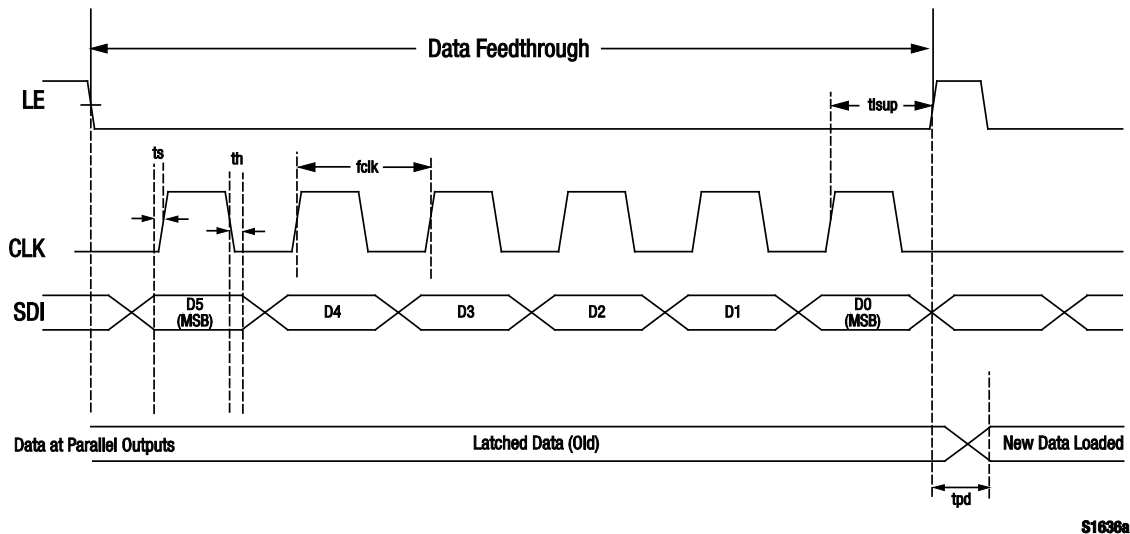 Data Feedthrough
LE
tlsup
ts
th
fclk
CLK
SDI
D5
(MSB)
D4
D3
D2
D1
D0
(MSB)
Data at Parallel Outputs
Latched Data (Old)
New Data Loaded
tpd
S1636a